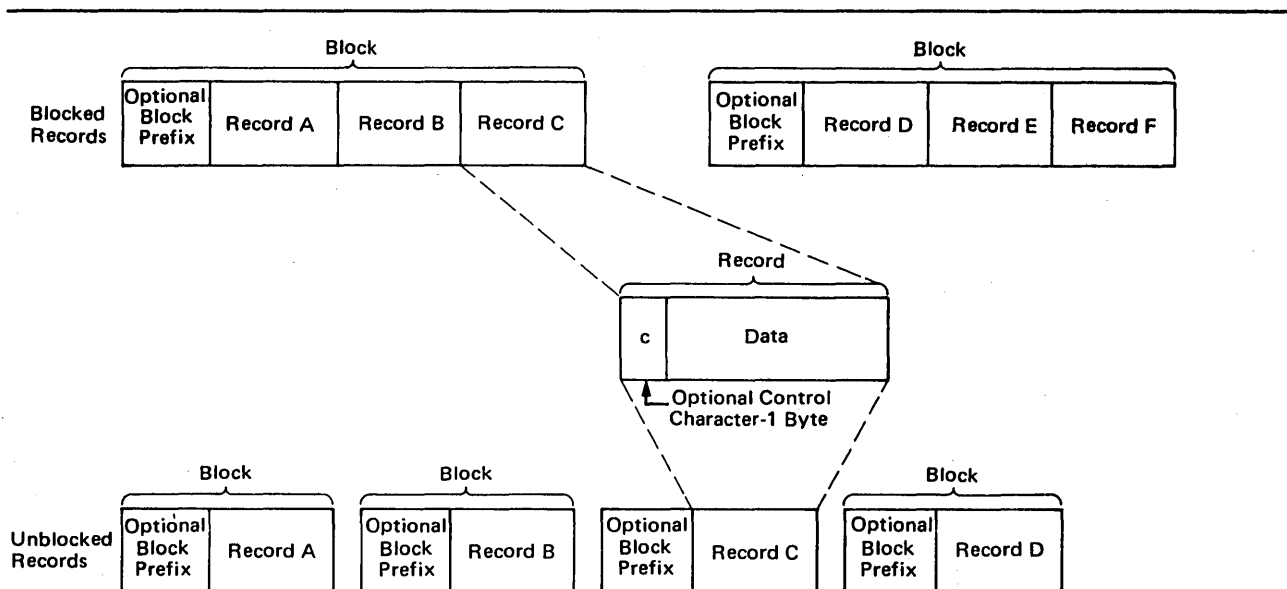 Block
Block
Blocked
Records
Optional
Block
Prefix
Record A
Record B
Record C
Optional
Block
Prefix
Record D
Record E
Record F
Record
c
Data
Optional Control
Character-1 Byte
Block
Block
Block
Unblocked
Records
Optional
Block
Prefix
Record A
Optional
Block
Prefix
Record B
Optional
Block
Prefix
Record C
Optional
Block
Prefix
Record D